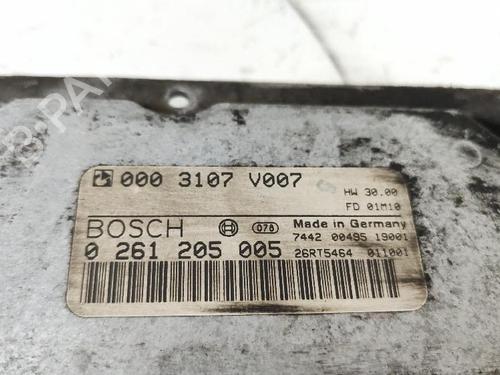 000 3107 V007
HW 30.00
FD 01M10
BOSCH 078 Made in Germany
7442 00495 19001
0 261 205 005 26RT5464 011001